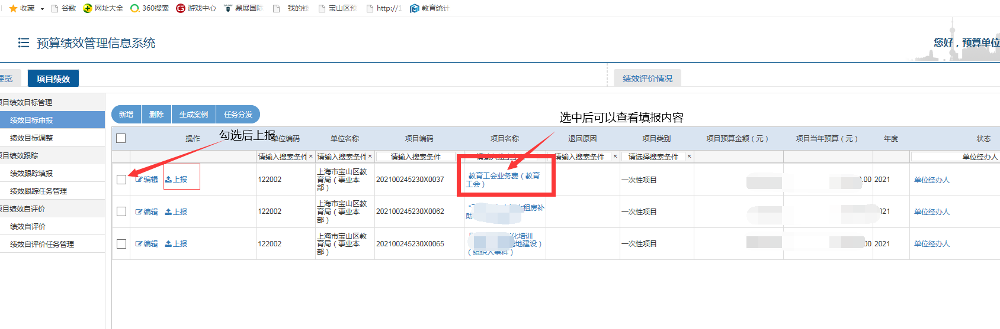 收藏 谷歌 网址大全 360搜索 游戏中心 鼎展国际 我的钱 宝山区预 http://1 教育统计
预算绩效管理信息系统
您好，预算单位
要览 项目绩效 绩效评价情况
项目绩效目标管理
绩效目标申报
绩效目标调整
项目绩效跟踪
绩效跟踪填报
绩效跟踪任务管理
项目绩效自评价
绩效自评价
绩效自评价任务管理
新增 删除 生成案例 任务分发
选中后可以查看填报内容
勾选后上报
操作 单位编码 单位名称 项目编码 项目名称 退回原因 项目类别 项目预算金额（元） 项目当年预算（元） 年度 状态
请输入搜索条件 × 请输入搜索条件 × 请输入搜索条件 请输入搜索条件 请输入搜索条件 × 请选择搜索条件 × 单位经办人
编辑 上报 122002 上海市宝山区教 202100245230X0037 教育工会业务费（教育 一次性项目 .00 2021 单位经办人
育局（事业本 工会）
部）
编辑 上报 122002 上海市宝山区教 202100245230X0062 租房补 一次性项目 2021 单位经办人
育局（事业本 助
部）
编辑 上报 122002 上海市宝山区教 202100245230X0065 化培训 一次性项目 00 2021 单位经办人
育局（事业本 基地建设）
部） （组织人事科）